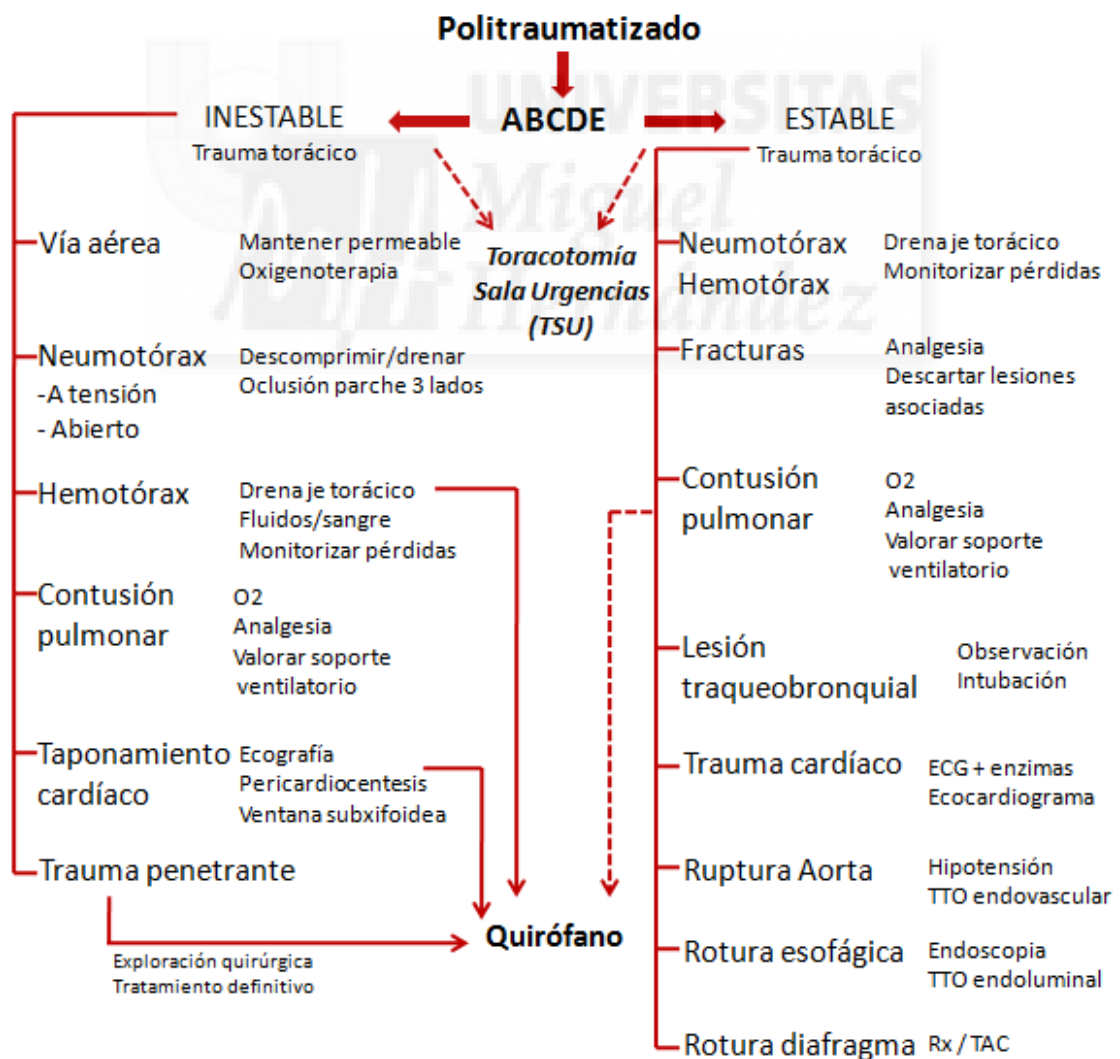 Politraumatizado
INESTABLE
Trauma torácico
ABCDE
ESTABLE
Trauma torácico
UNIVERSITAS
Miguel
Hernández
Toracotomía
Sala Urgencias
(TSU)
Vía aérea
Mantener permeable
Oxigenoterapia
Neumotórax
-A tensión
- Abierto
Descomprimir/drenar
Oclusión parche 3 lados
Hemotórax
Drenaje torácico
Fluidos/sangre
Monitorizar pérdidas
Contusión
pulmonar
O2
Analgesia
Valorar soporte
ventilatorio
Taponamiento
cardíaco
Ecografía
Pericardiocentesis
Ventana subxifoidea
Trauma penetrante
Exploración quirúrgica
Tratamiento definitivo
Quirófano
Neumotórax
Hemotórax
Drenaje torácico
Monitorizar pérdidas
Fracturas
Analgesia
Descartar lesiones
asociadas
Contusión
pulmonar
O2
Analgesia
Valorar soporte
ventilatorio
Lesión
traqueobronquial
Observación
Intubación
Trauma cardíaco
ECG + enzimas
Ecocardiograma
Ruptura Aorta
Hipotensión
TTO endovascular
Rotura esofágica
Endoscopia
TTO endoluminal
Rotura diafragma
Rx / TAC